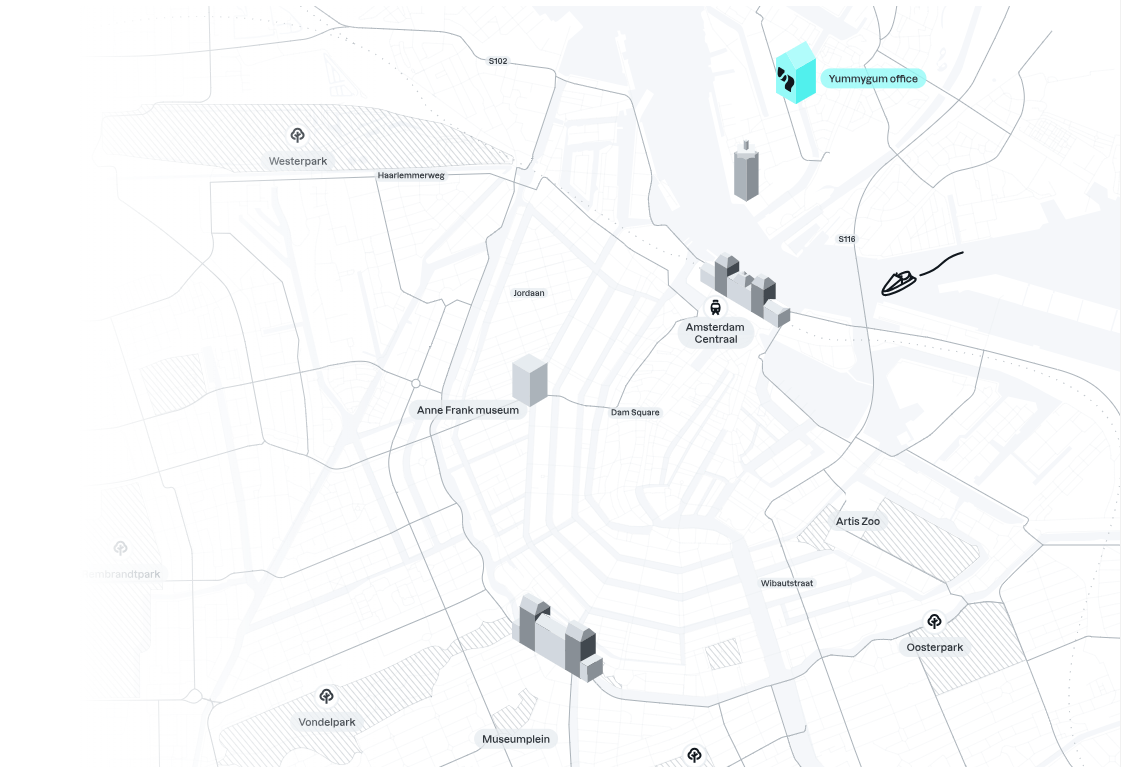 S102
Yummygum office
Westerpark
Haarlemmerweg
S116
Jordaan
Amsterdam
Centraal
Anne Frank museum
Dam Square
Artis Zoo
embrandtpark
Wibautstraat
Oosterpark
Vondelpark
Museumplein